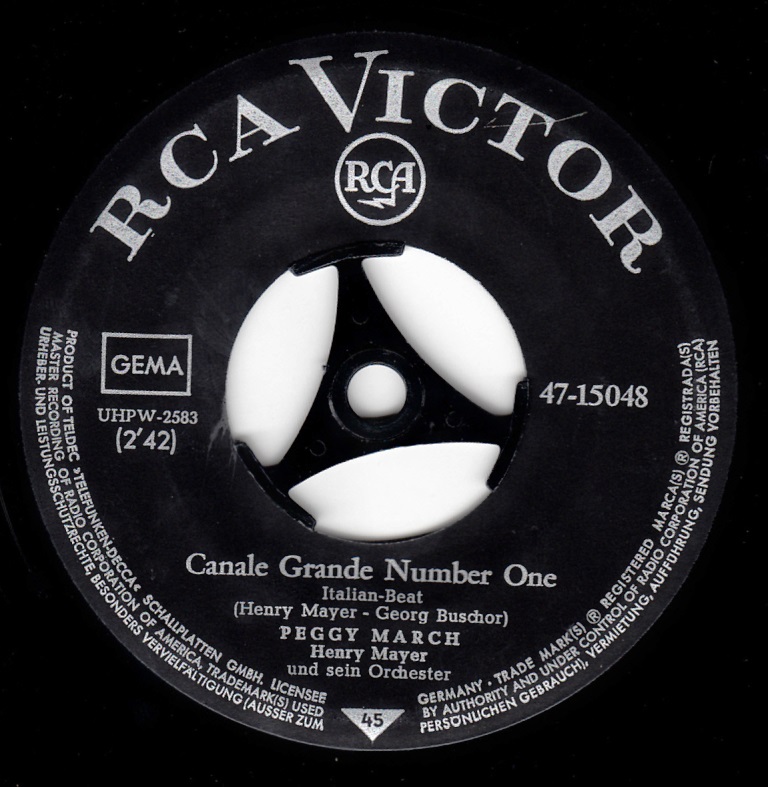 RCA VICTOR
RCA
GEMA
UHPW-2583
(2'42)
47-15048
Canale Grande Number One
Italian-Beat
(Henry Mayer - Georg Buschor)
PEGGY MARCH
Henry Mayer
und sein Orchester
45
PRODUCT OF TELDEC »TELEFUNKEN-DECCA« SCHALLPLATTEN GMBH. LICENSEE
MASTER RECORDING OF RADIO CORPORATION OF AMERICA, TRADEMARK(S) USED
URHEBER- UND LEISTUNGSSCHUTZRECHTE, BESONDERS VERVIELFÄLTIGUNG (AUSSER ZUM
GERMANY · TRADE MARK(S) ® REGISTERED MARCA(S) ® REGISTRADA(S)
BY AUTHORITY AND UNDER CONTROL OF RADIO CORPORATION OF AMERICA (RCA)
PERSÖNLICHEN GEBRAUCH), VERMIETUNG, AUFFÜHRUNG, SENDUNG VORBEHALTEN